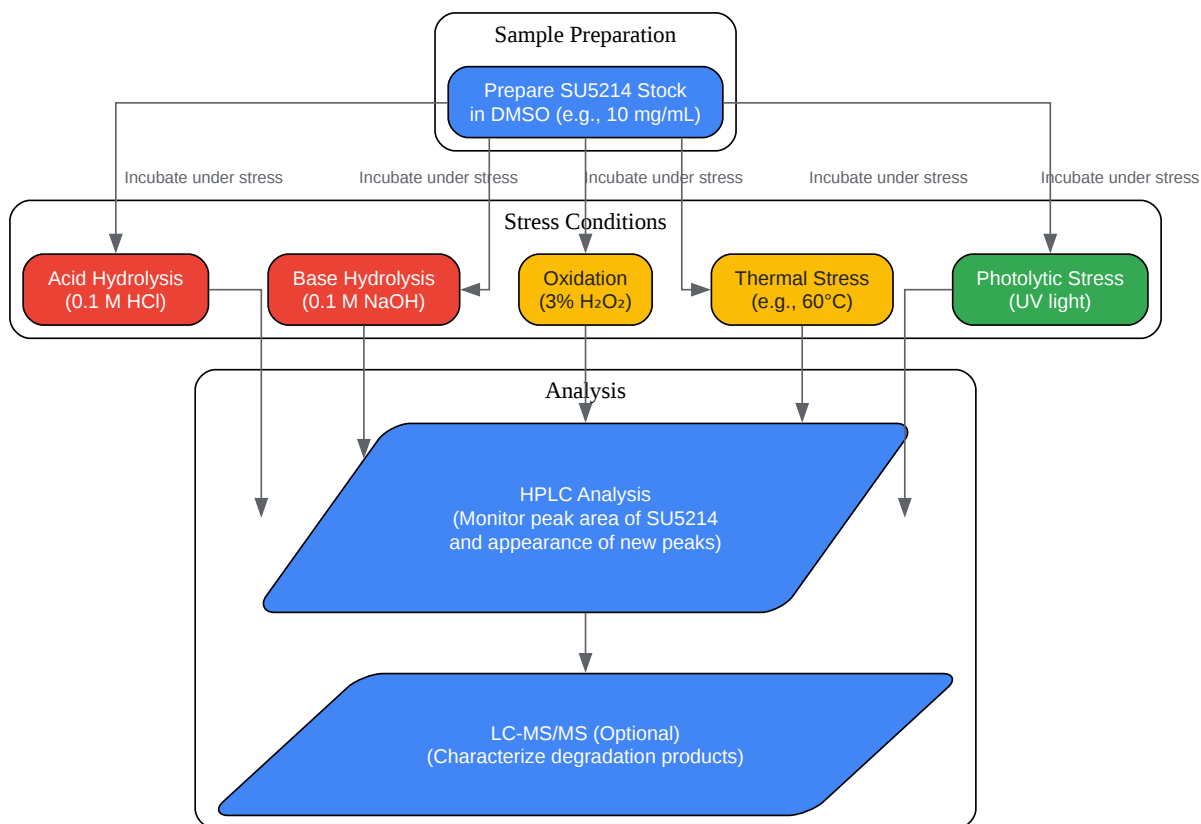 Sample Preparation
Prepare SU5214 Stock
in DMSO (e.g., 10 mg/mL)
Incubate under stress
Incubate under stress
Incubate under stress
Incubate under stress
Incubate under stress
Stress Conditions
Acid Hydrolysis
(0.1 M HCl)
Base Hydrolysis
(0.1 M NaOH)
Oxidation
(3% H₂O₂)
Thermal Stress
(e.g., 60°C)
Photolytic Stress
(UV light)
Analysis
HPLC Analysis
(Monitor peak area of SU5214
and appearance of new peaks)
LC-MS/MS (Optional)
(Characterize degradation products)